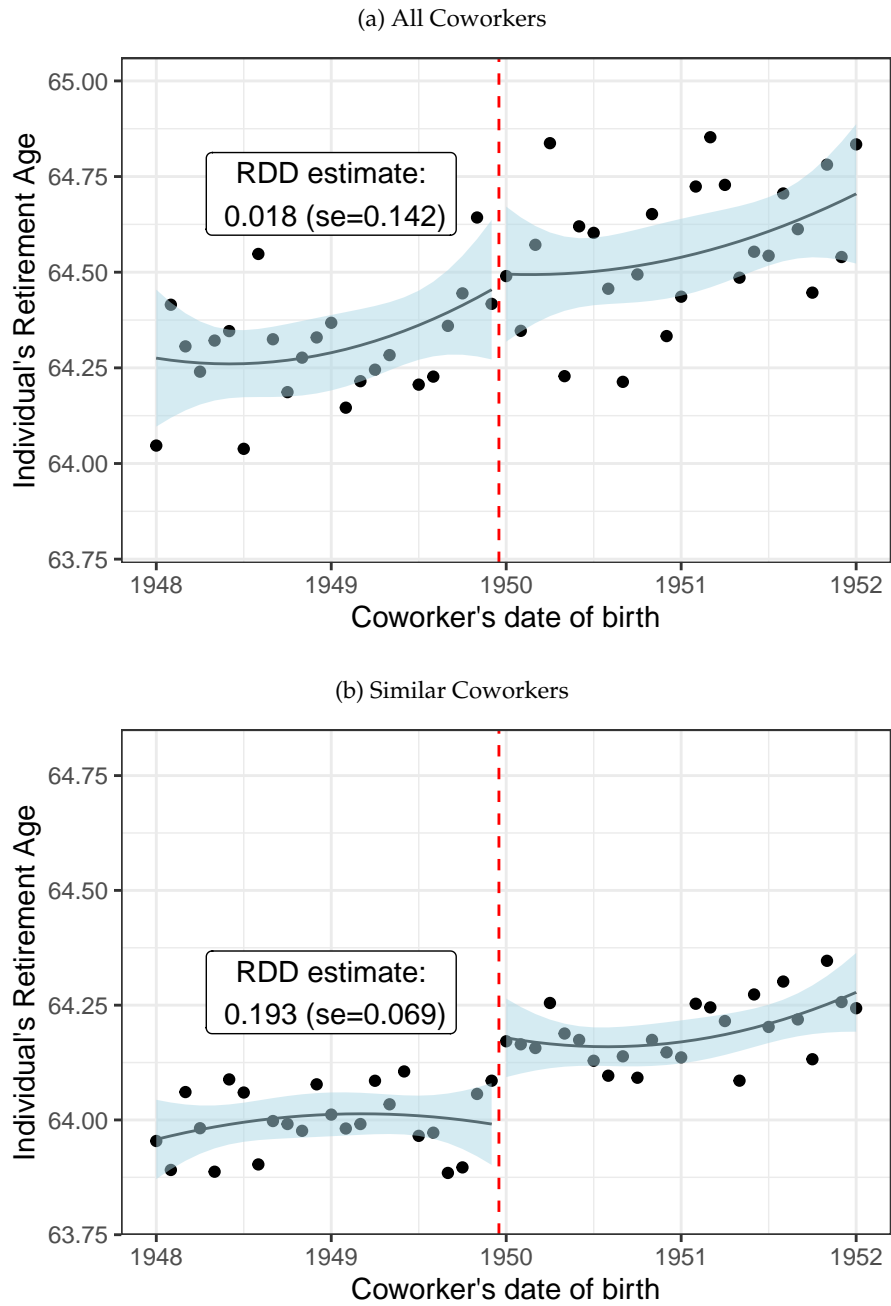 (a) All Coworkers
65.00
64.75
64.50
64.25
64.00
63.75
Individual's Retirement Age
RDD estimate:
0.018 (se=0.142)
1948 1949 1950 1951 1952
Coworker's date of birth
(b) Similar Coworkers
64.75
64.50
64.25
64.00
63.75
Individual's Retirement Age
RDD estimate:
0.193 (se=0.069)
1948 1949 1950 1951 1952
Coworker's date of birth